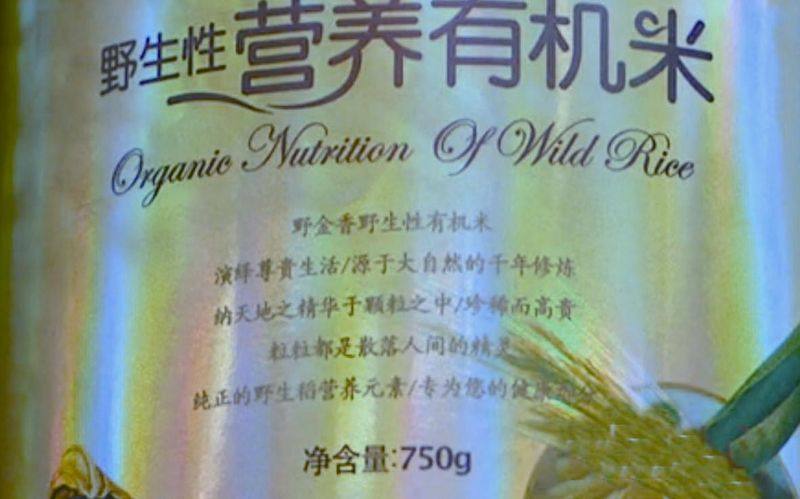 野生性营养有机米
Organic Nutrition Of Wild Rice
野金香野生性有机米
演绎尊贵生活/源于大自然的千年修炼
纳天地之精华于颗粒之中/珍稀而高贵
粒粒都是散落人间的精灵
纯正的野生稻营养元素/专为您的健康
净含量:750g